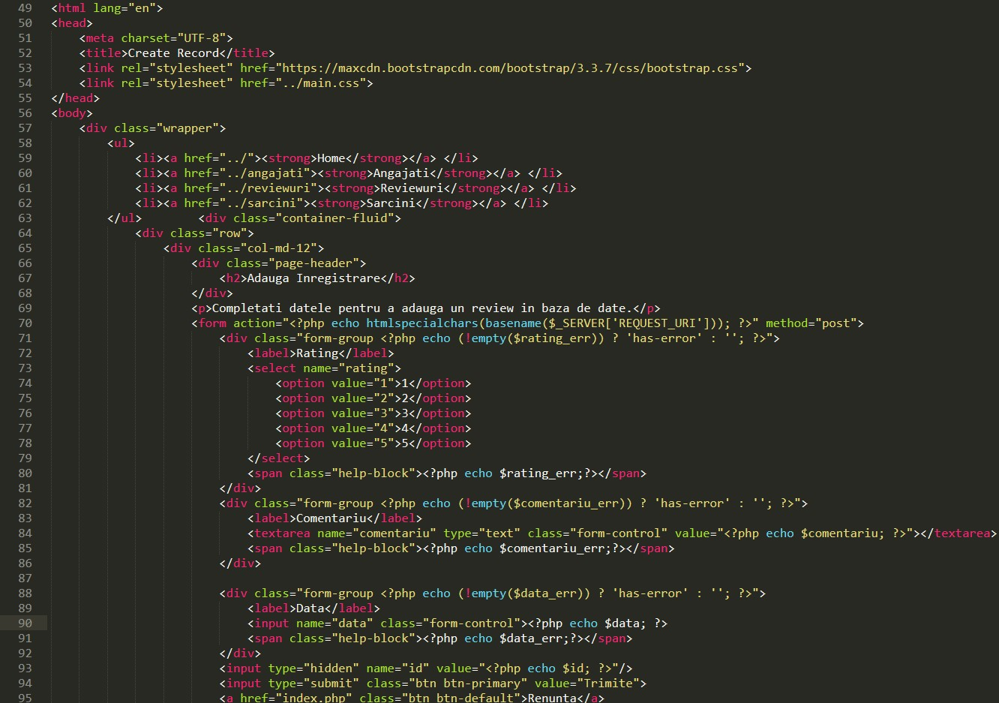 49 <html lang="en">
50 <head>
51 <meta charset="UTF-8">
52 <title>Create Record</title>
53 <link rel="stylesheet" href="https://maxcdn.bootstrapcdn.com/bootstrap/3.3.7/css/bootstrap.css">
54 <link rel="stylesheet" href="../main.css">
55 </head>
56 <body>
57 <div class="wrapper">
58 <ul>
59 <li><a href="../"><strong>Home</strong></a> </li>
60 <li><a href="../angajati"><strong>Angajati</strong></a> </li>
61 <li><a href="../reviewuri"><strong>Reviewuri</strong></a> </li>
62 <li><a href="../sarcini"><strong>Sarcini</strong></a> </li>
63 </ul> <div class="container-fluid">
64 <div class="row">
65 <div class="col-md-12">
66 <div class="page-header">
67 <h2>Adauga Inregistrare</h2>
68 </div>
69 <p>Completati datele pentru a adauga un review in baza de date.</p>
70 <form action="<?php echo htmlspecialchars(basename($_SERVER['REQUEST_URI'])); ?>" method="post">
71 <div class="form-group <?php echo (!empty($rating_err)) ? 'has-error' : ''; ?>">
72 <label>Rating</label>
73 <select name="rating">
74 <option value="1">1</option>
75 <option value="2">2</option>
76 <option value="3">3</option>
77 <option value="4">4</option>
78 <option value="5">5</option>
79 </select>
80 <span class="help-block"><?php echo $rating_err;?></span>
81 </div>
82 <div class="form-group <?php echo (!empty($comentariu_err)) ? 'has-error' : ''; ?>">
83 <label>Comentariu</label>
84 <textarea name="comentariu" type="text" class="form-control" value="<?php echo $comentariu; ?>"></textarea>
85 <span class="help-block"><?php echo $comentariu_err;?></span>
86 </div>
87
88 <div class="form-group <?php echo (!empty($data_err)) ? 'has-error' : ''; ?>">
89 <label>Data</label>
90 <input name="data" class="form-control"><?php echo $data; ?>
91 <span class="help-block"><?php echo $data_err;?></span>
92 </div>
93 <input type="hidden" name="id" value="<?php echo $id; ?>"/>
94 <input type="submit" class="btn btn-primary" value="Trimite">
95 <a href="index.php" class="btn btn-default">Renunta</a>